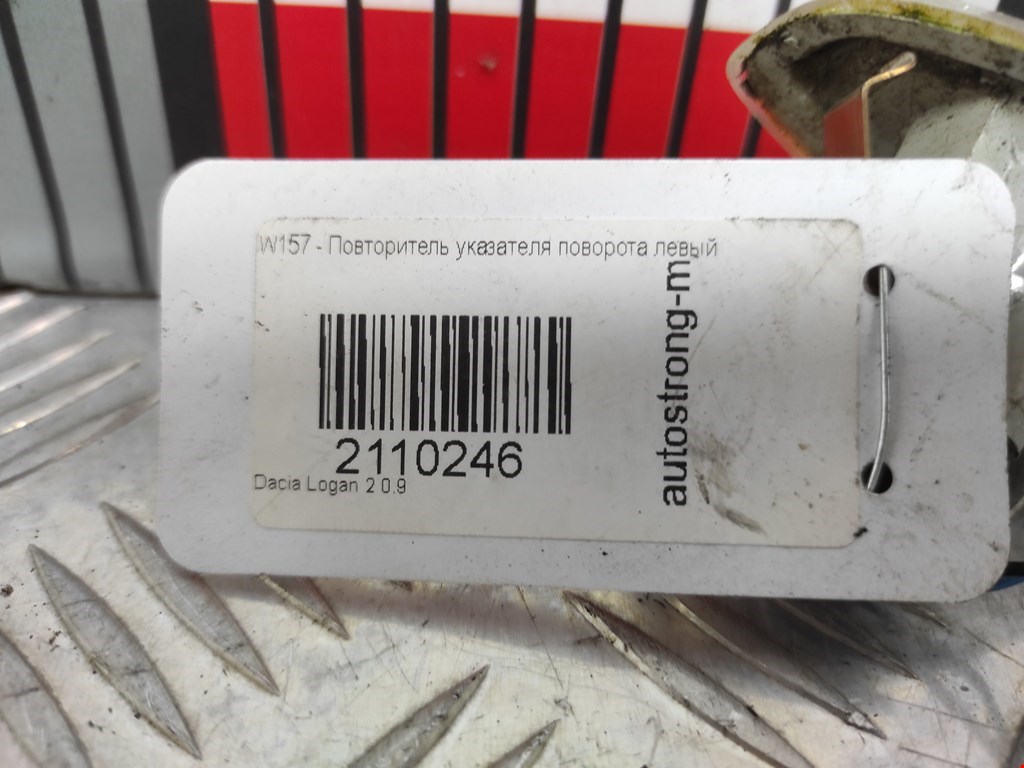 W157 - Повторитель указателя поворота левый
2110246
Dacia Logan 2 0.9
autostrong-m